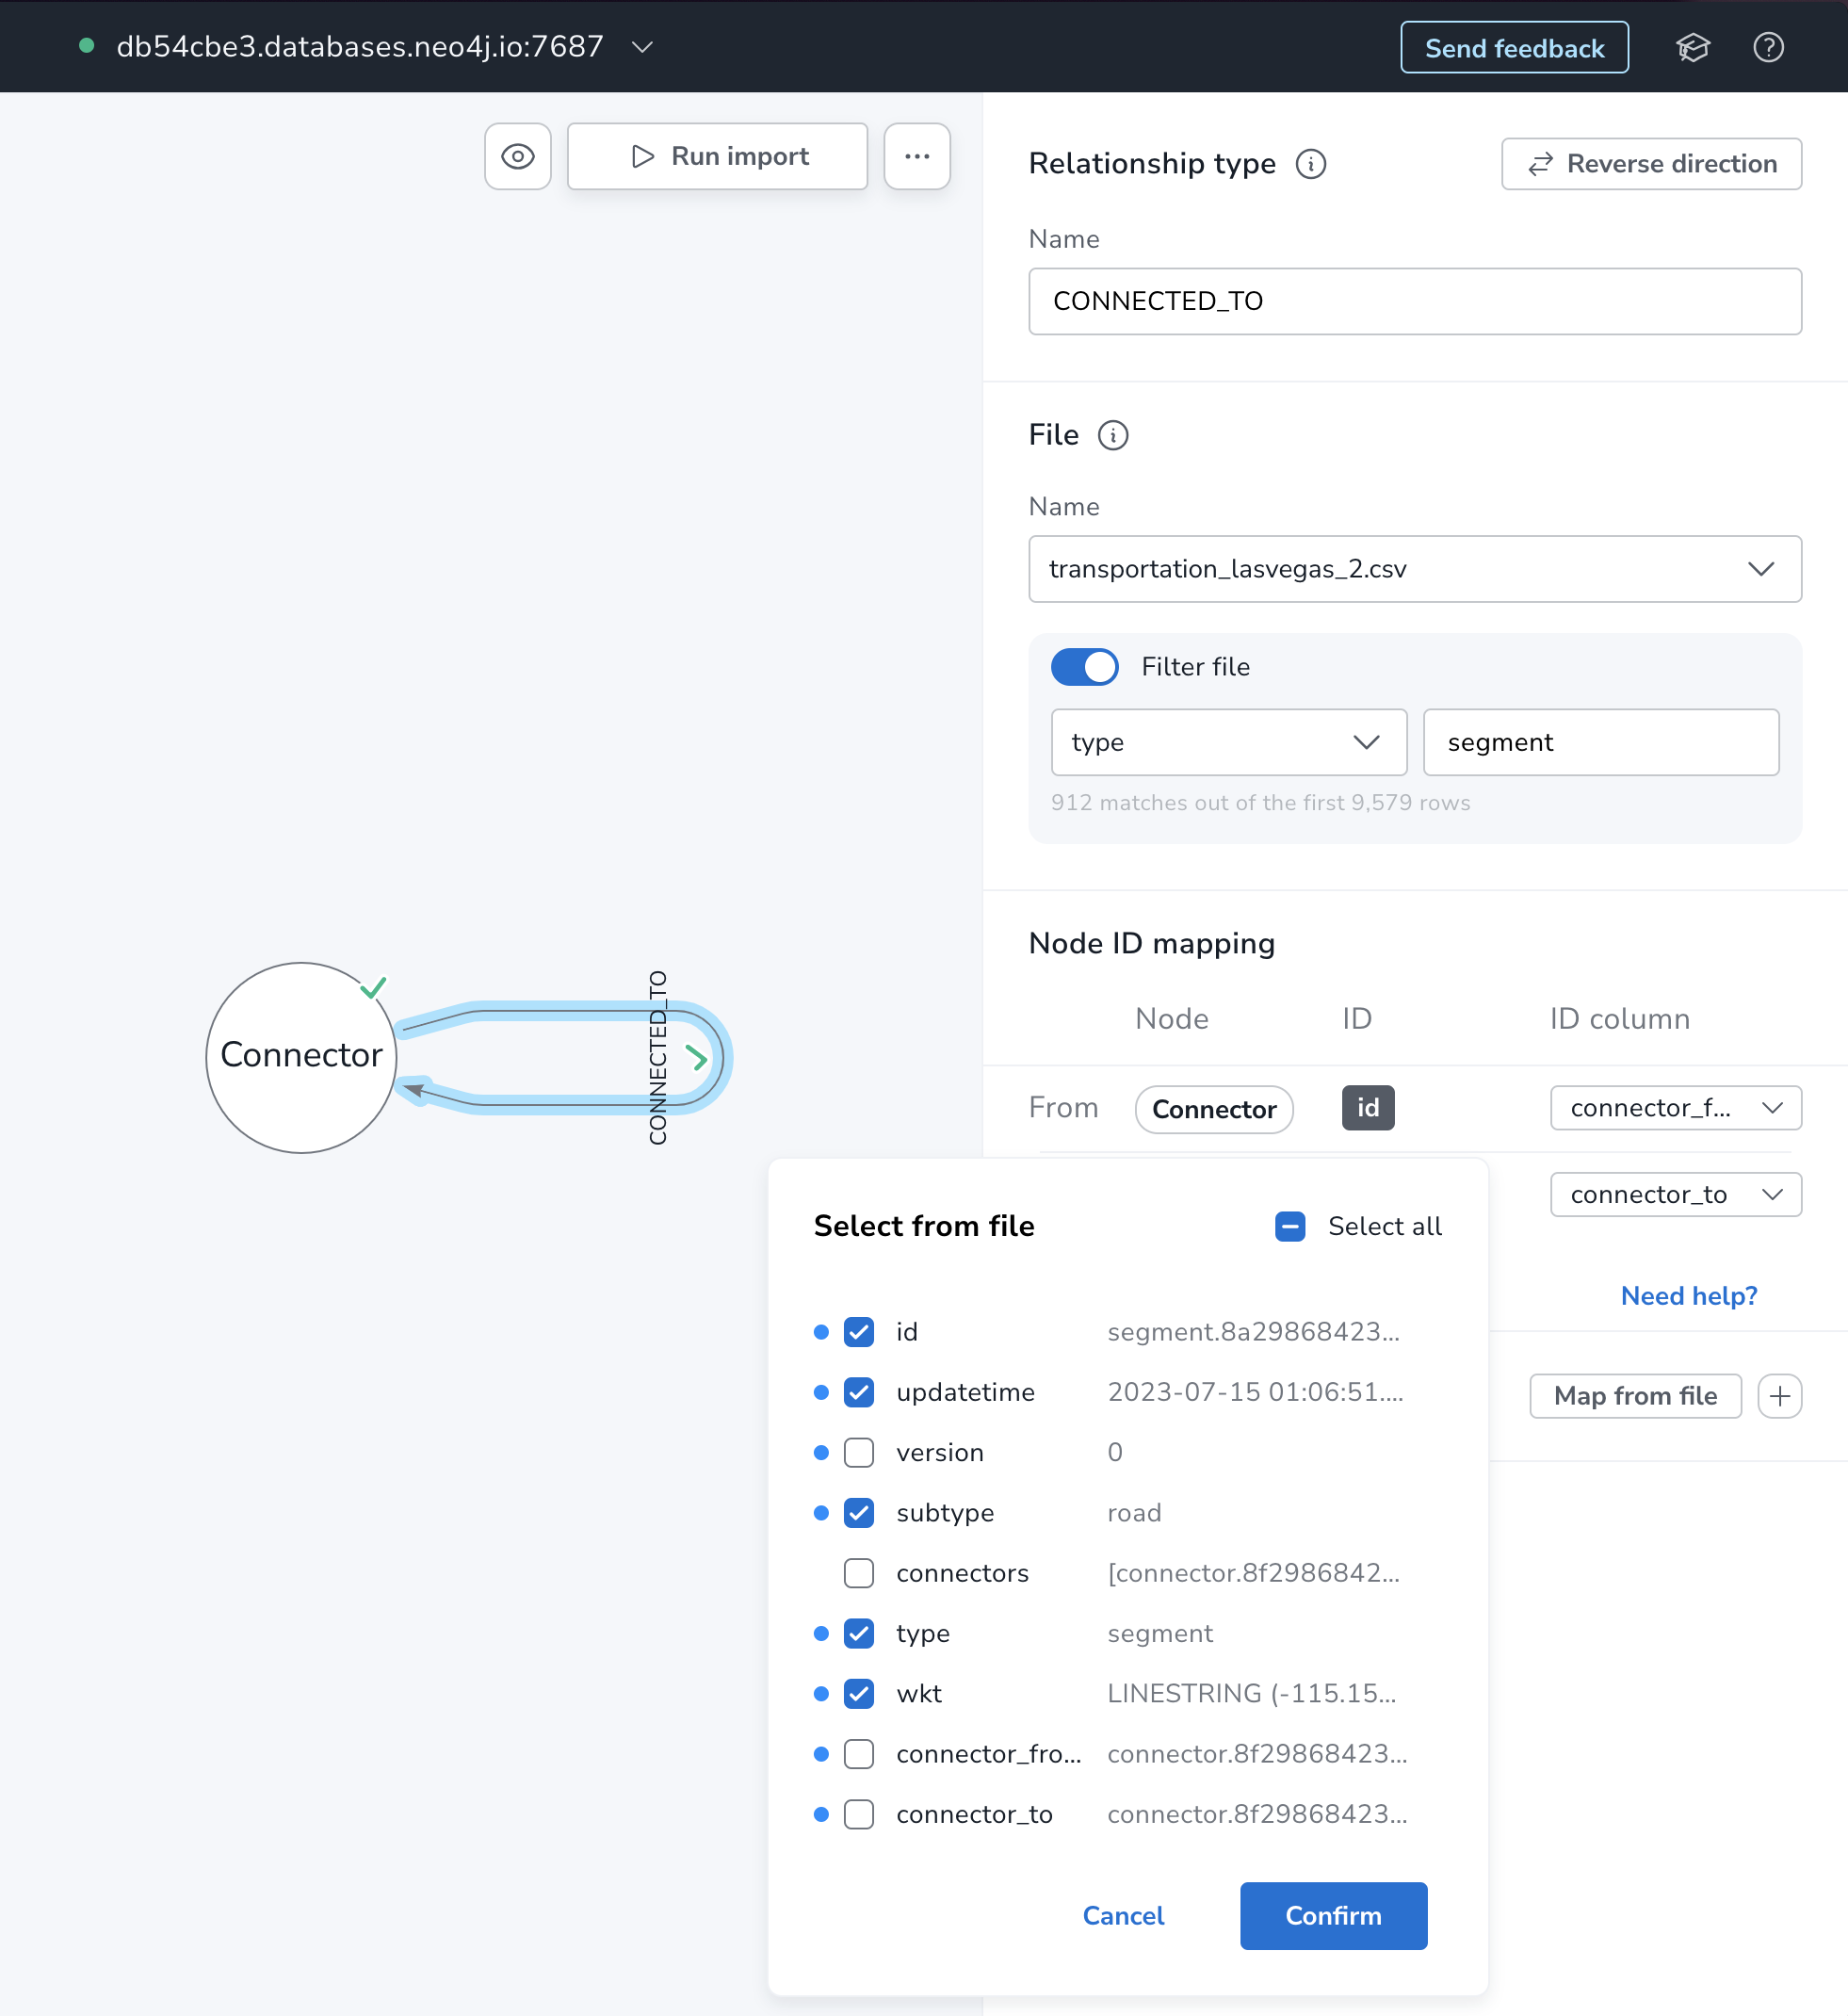 db54cbe3.databases.neo4j.io:7687
Send feedback
Run import
Relationship type
Reverse direction
Name
CONNECTED_TO
File
Name
transportation_lasvegas_2.csv
Filter file
type
segment
912 matches out of the first 9,579 rows
Node ID mapping
Node ID ID column
From Connector id connector_f...
connector_to
Need help?
Map from file
Connector
CONNECTED_TO
Select from file
Select all
id segment.8a29868423...
updatetime 2023-07-15 01:06:51....
version 0
subtype road
connectors [connector.8f2986842...
type segment
wkt LINESTRING (-115.15...
connector_fro... connector.8f29868423...
connector_to connector.8f29868423...
Cancel
Confirm